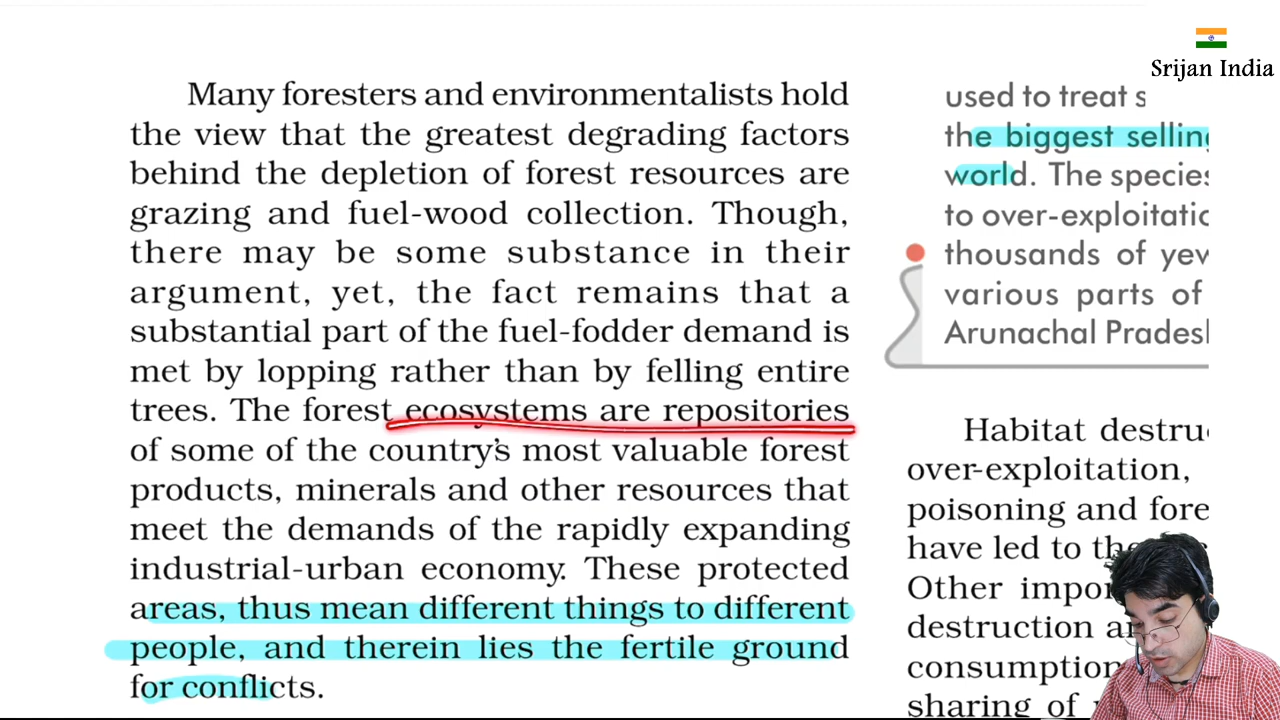 Srijan India
Many foresters and environmentalists hold
the view that the greatest degrading factors
behind the depletion of forest resources are
grazing and fuel-wood collection. Though,
there may be some substance in their
argument, yet, the fact remains that a
substantial part of the fuel-fodder demand is
met by lopping rather than by felling entire
trees. The forest ecosystems are repositories
of some of the country's most valuable forest
products, minerals and other resources that
meet the demands of the rapidly expanding
industrial-urban economy. These protected
areas, thus mean different things to different
people, and therein lies the fertile ground
for conflicts.
used to treat s
the biggest selling
world. The species
to over-exploitatio
thousands of yew
various parts of
Arunachal Pradesh
Habitat destru
over-exploitation,
poisoning and fore
have led to the
Other impor
destruction a
consumption
sharing of